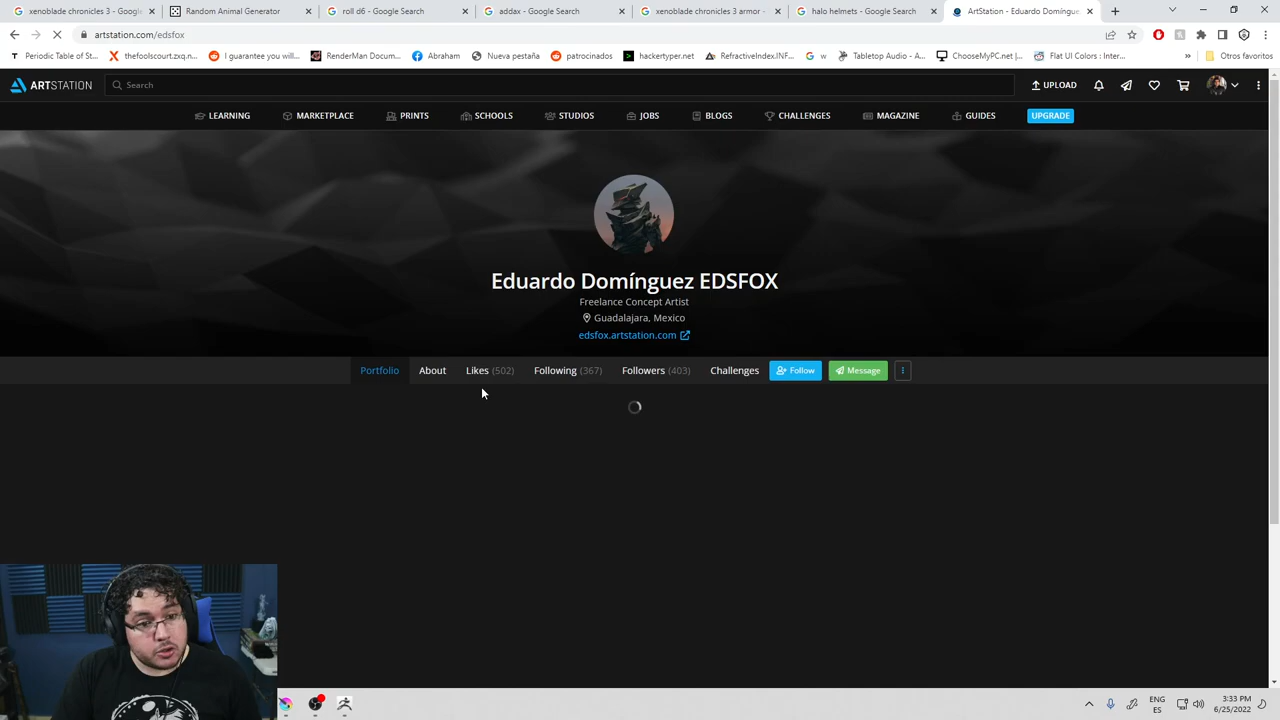 xenoblade chronicles 3 - Google
Random Animal Generator
roll d6 - Google Search
addax - Google Search
xenoblade chronicles 3 armor -
halo helmets - Google Search
ArtStation - Eduardo Domíngue
artstation.com/edsfox
Periodic Table of St...
thefoolscourt.zxq.n...
I guarantee you will...
RenderMan Docum...
Abraham
Nueva pestaña
patrocinados
hackertype.net
RefractiveIndex.INF...
w
Tabletop Audio - A...
ChooseMyPC.net |...
Flat UI Colors : Inter...
»
Otros favoritos
ARTSTATION
Search
UPLOAD
LEARNING
MARKETPLACE
PRINTS
SCHOOLS
STUDIOS
JOBS
BLOGS
CHALLENGES
MAGAZINE
GUIDES
UPGRADE
Eduardo Domínguez EDSFOX
Freelance Concept Artist
Guadalajara, Mexico
edsfox.artstation.com
Portfolio
About
Likes (502)
Following (367)
Followers (403)
Challenges
Follow
Message
ENG
ES
3:33 PM
6/25/2022